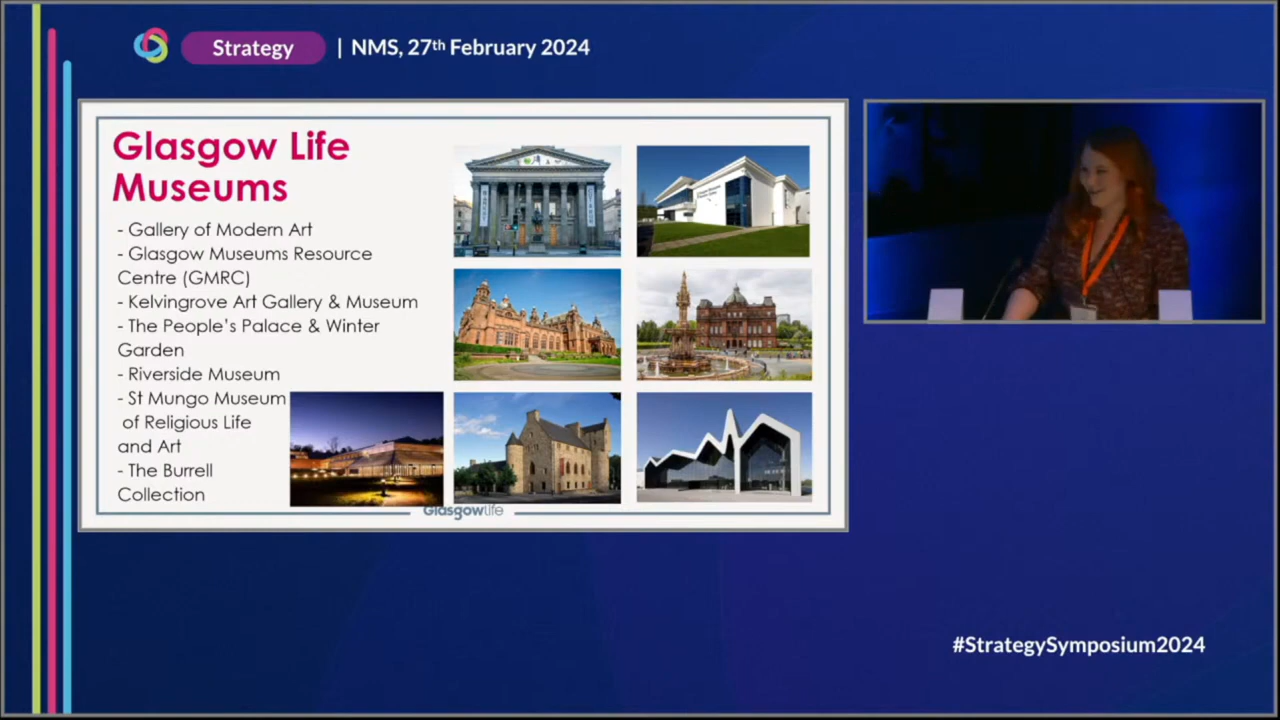 Strategy | NMS, 27th February 2024
Glasgow Life
Museums
- Gallery of Modern Art
- Glasgow Museums Resource
Centre (GMRC)
- Kelvingrove Art Gallery & Museum
- The People's Palace & Winter
Garden
- Riverside Museum
- St Mungo Museum
of Religious Life
and Art
- The Burrell
Collection
Glasgowlife
#StrategySymposium2024